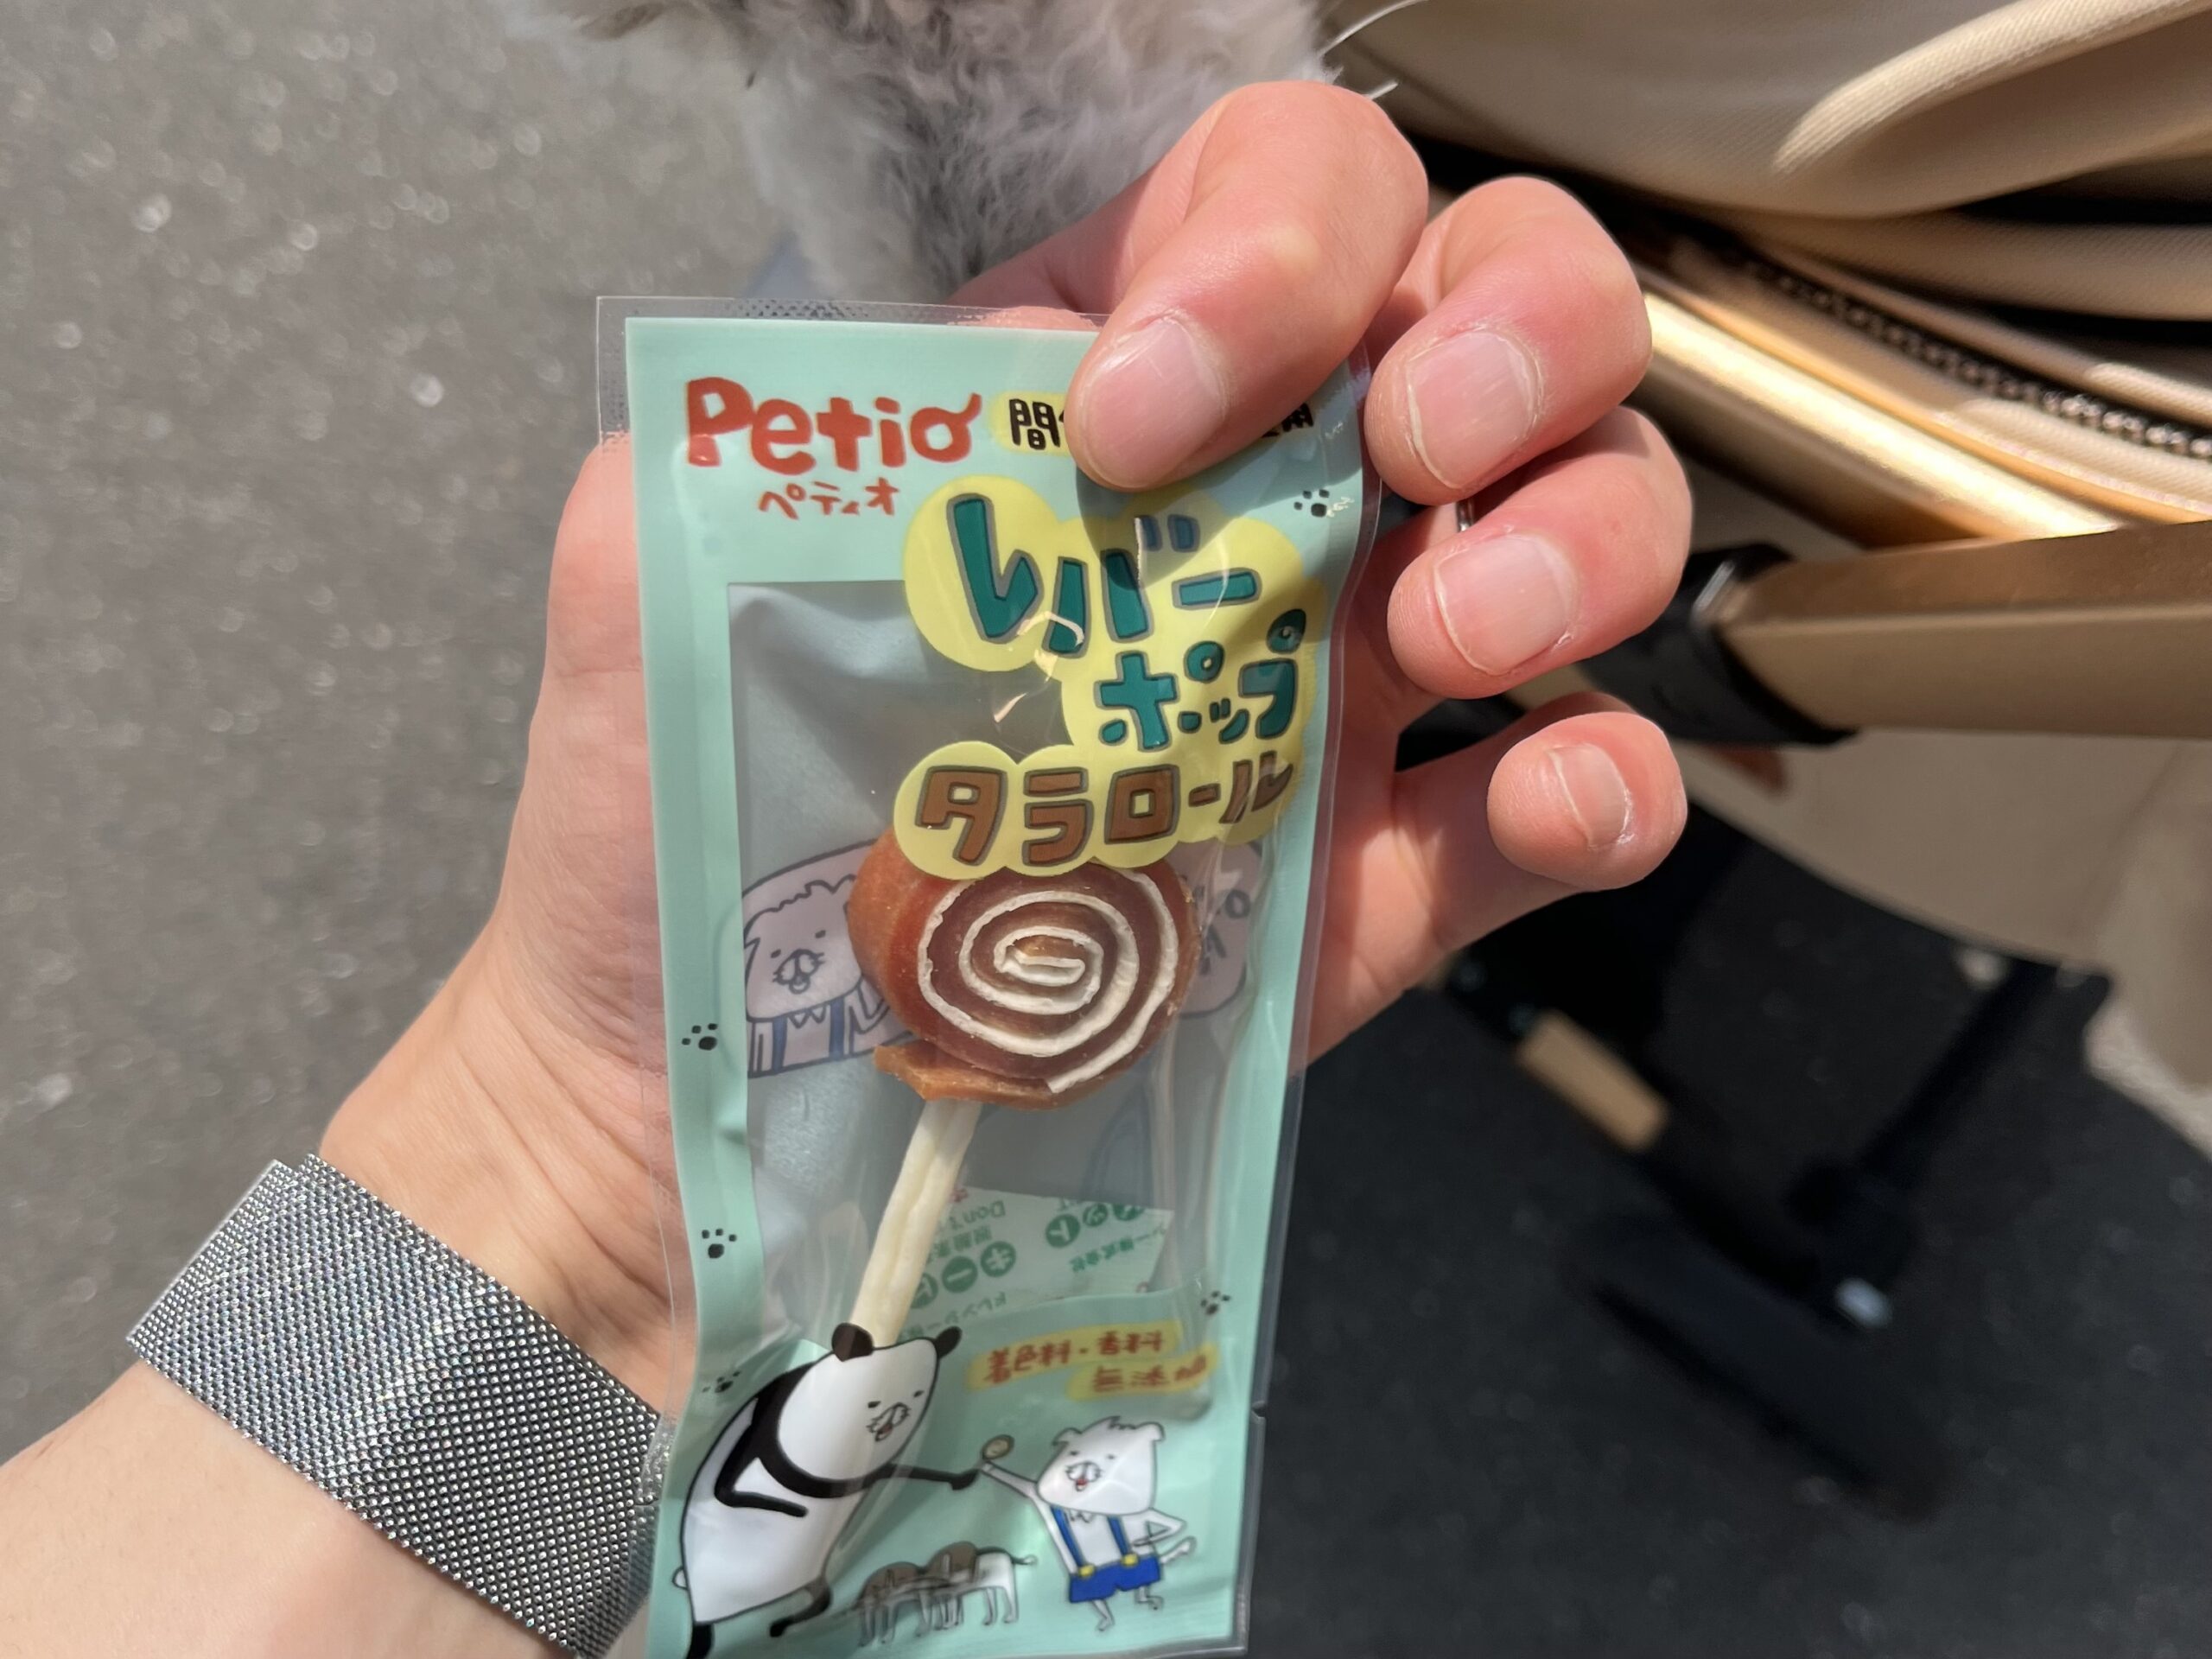 Petio
ペティオ
間
レバー
ポップ
タラロール
着色料・香料
無添加